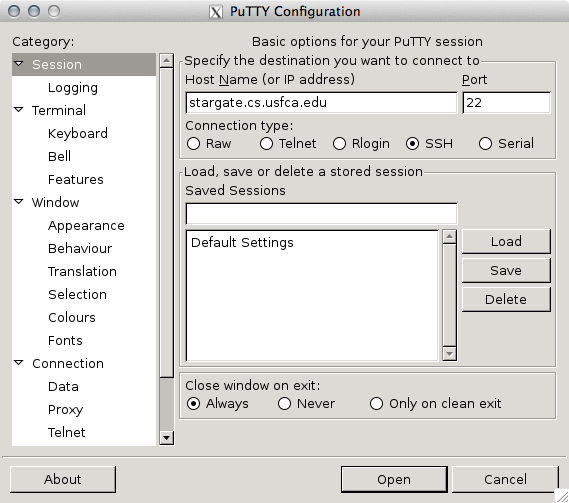 PuTTY Configuration
Category:
Session
Logging
Terminal
Keyboard
Bell
Features
Window
Appearance
Behaviour
Translation
Selection
Colours
Fonts
Connection
Data
Proxy
Telnet
Basic options for your PuTTY session
Specify the destination you want to connect to
Host Name (or IP address) Port
stargate.cs.usfca.edu 22
Connection type:
Raw Telnet Rlogin SSH Serial
Load, save or delete a stored session
Saved Sessions
Default Settings
Load
Save
Delete
Close window on exit:
Always Never Only on clean exit
About Open Cancel